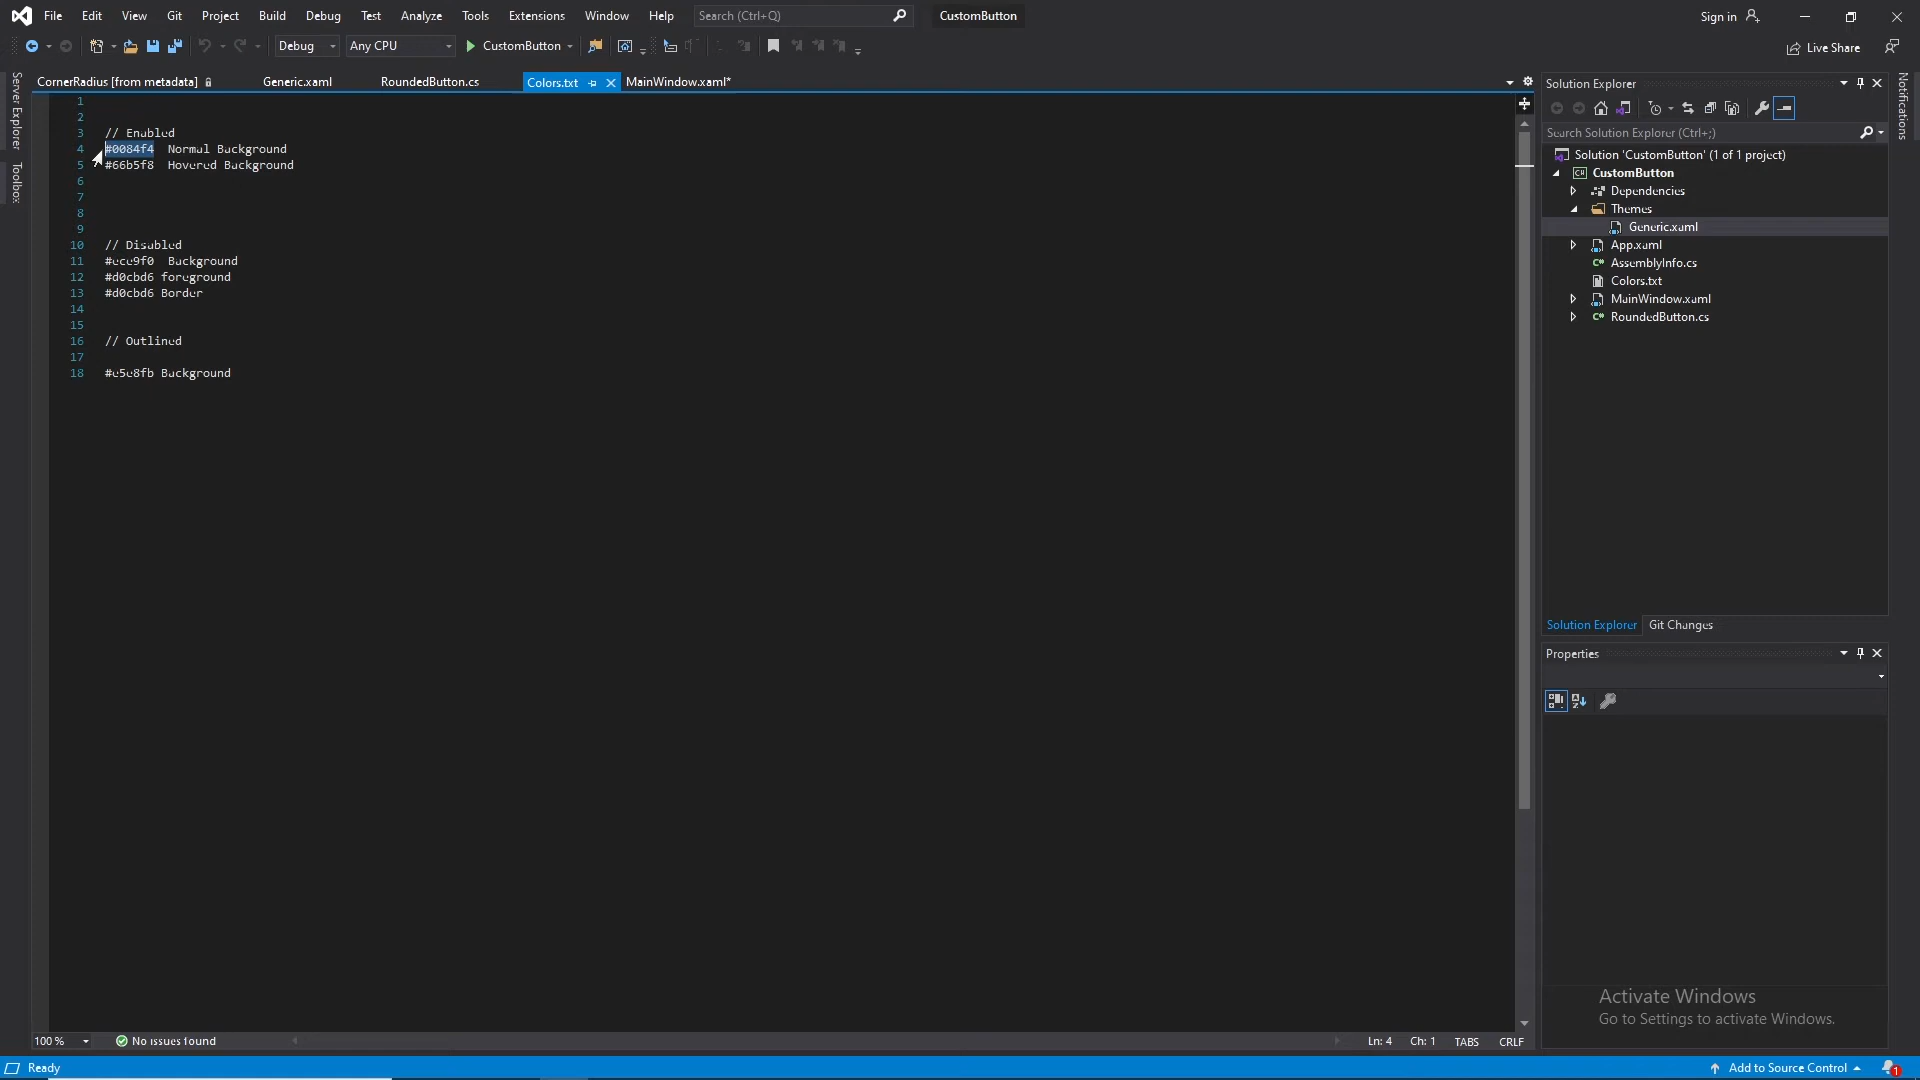 File Edit View Git Project Build Debug Test Analyze Tools Extensions Window Help Search (Ctrl+Q) CustomButton Sign in
Debug Any CPU CustomButton Live Share
CornerRadius [from metadata] Generic.xaml RoundedButton.cs Colors.txt MainWindow.xaml*
Server Explorer
Toolbox
1
2
3 // Enabled
4 #0084f4 Normal Background
5 #66b5f8 Hovered Background
6
7
8
9
10 // Disabled
11 #ece9f0 Background
12 #d0cbd6 foreground
13 #d0cbd6 Border
14
15
16 // Outlined
17
18 #e5e8fb Background
Solution Explorer
Search Solution Explorer (Ctrl+;)
Solution 'CustomButton' (1 of 1 project)
CustomButton
Dependencies
Themes
Generic.xaml
App.xaml
AssemblyInfo.cs
Colors.txt
MainWindow.xaml
RoundedButton.cs
Solution Explorer Git Changes
Properties
Notifications
Activate Windows
Go to Settings to activate Windows.
100 % No issues found Ln: 4 Ch: 1 TABS CRLF
Ready Add to Source Control 1